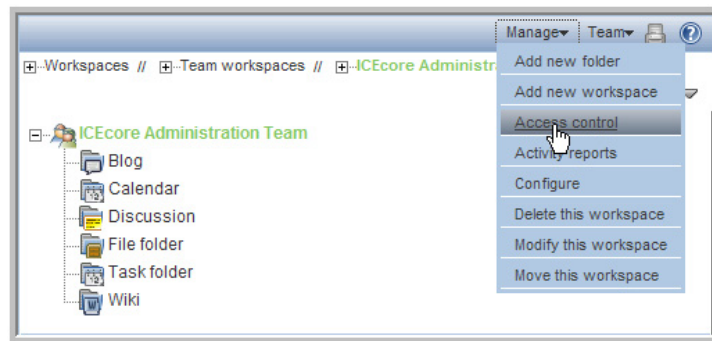 Manage Team
Workspaces // Team workspaces // ICEcore Administr
Add new folder
Add new workspace
Access control
Activity reports
Configure
Delete this workspace
Modify this workspace
Move this workspace
ICEcore Administration Team
Blog
Calendar
Discussion
File folder
Task folder
Wiki